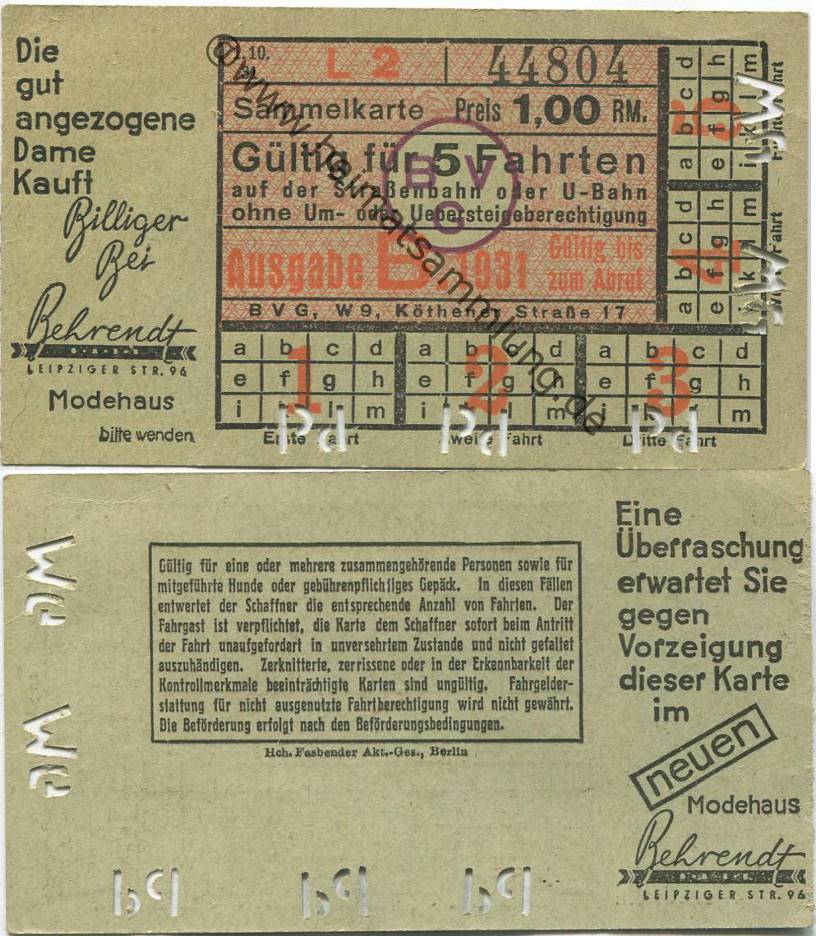 Die
gut
angezogene
Dame
Kauft
Billiger
Bei
Behrendt
LEIPZIGER STR. 96
Modehaus
bitte wenden
1.10.
L 2 44804
Sammelkarte Preis 1,00 RM.
Gültig für 5 Fahrten
auf der Straßenbahn oder U-Bahn
ohne Um- oder Uebersteigeberechtigung
BVG
Ausgabe B. 1931 Gültig bis
zum Abruf
BVG, W9, Köthener Straße 17
a b c d
e f g h
i k l m
1
Erste Fahrt
a b c d
e f g h
i k l m
2
Zweite Fahrt
a b c d
e f g h
i k l m
3
Dritte Fahrt
a b c d
e f g h
i k l m
4
Fahrt
a b c d
e f g h
i k l m
5
Fahrt
©www.heimatsammlung.de
Gültig für eine oder mehrere zusammengehörende Personen sowie für
mitgeführte Hunde oder gebührenpflichtiges Gepäck. In diesen Fällen
entwertet der Schaffner die entsprechende Anzahl von Fahrten. Der
Fahrgast ist verpflichtet, die Karte dem Schaffner sofort beim Antritt
der Fahrt unaufgefordert in unversehrtem Zustande und nicht gefaltet
auszuhändigen. Zerknitterte, zerrissene oder in der Erkennbarkeit der
Kontrollmerkmale beeinträchtigte Karten sind ungültig. Fahrgelder-
stattung für nicht ausgenutzte Fahrtberechtigung wird nicht gewährt.
Die Beförderung erfolgt nach den Beförderungsbedingungen.
Hch. Fasbender Akt.-Ges., Berlin
Eine
Überraschung
erwartet Sie
gegen
Vorzeigung
dieser Karte
im
neuen
Modehaus
Behrendt
LEIPZIGER STR. 96